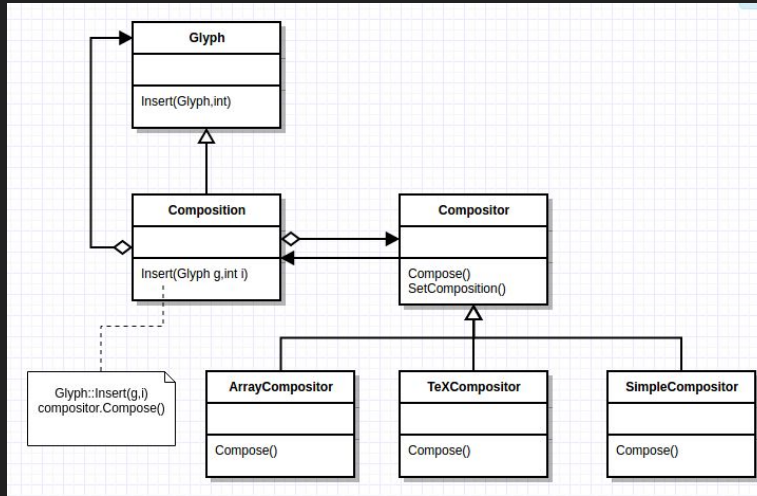 Glyph
Insert(Glyph,int)
Composition
Insert(Glyph g,int i)
Compositor
Compose()
SetComposition()
Glyph::Insert(g,i)
compositor.Compose()
ArrayCompositor
Compose()
TeXCompositor
Compose()
SimpleCompositor
Compose()